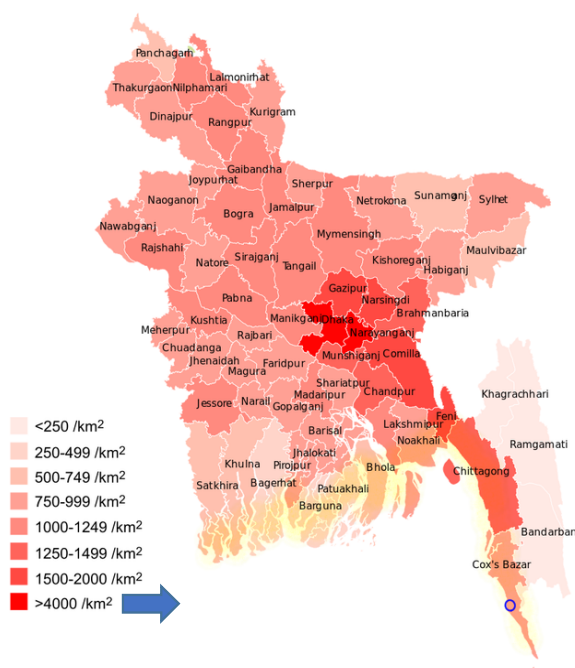 Panchagarh
Lalmonirhat
Thakurgaon
Nilphamari
Dinajpur
Rangpur
Kurigram
Gaibandha
Joypurhat
Sherpur
Naoganon
Bogra
Jamalpur
Netrokona
Sunamgnj
Sylhet
Nawabganj
Mymensingh
Rajshahi
Natore
Sirajganj
Tangail
Kishoreganj
Maulvibazar
Habiganj
Gazipur
Pabna
Narsingdi
Manikganj
Dhaka
Brahmanbaria
Kushtia
Meherpur
Rajbari
Narayanganj
Chuadanga
Munshiganj
Comilla
Jhenaidah
Faridpur
Magura
Shariatpur
Madaripur
Chandpur
Khagrachhari
Jessore
Narail
Gopalganj
Feni
Lakshmipur
Barisal
Noakhali
Ramgamati
Jhalokati
Khulna
Pirojpur
Bhola
Chittagong
Satkhira
Bagerhat
Patuakhali
Barguna
Bandarban
Cox's Bazar
<250 /km2
250-499 /km2
500-749 /km2
750-999 /km2
1000-1249 /km2
1250-1499 /km2
1500-2000 /km2
>4000 /km2